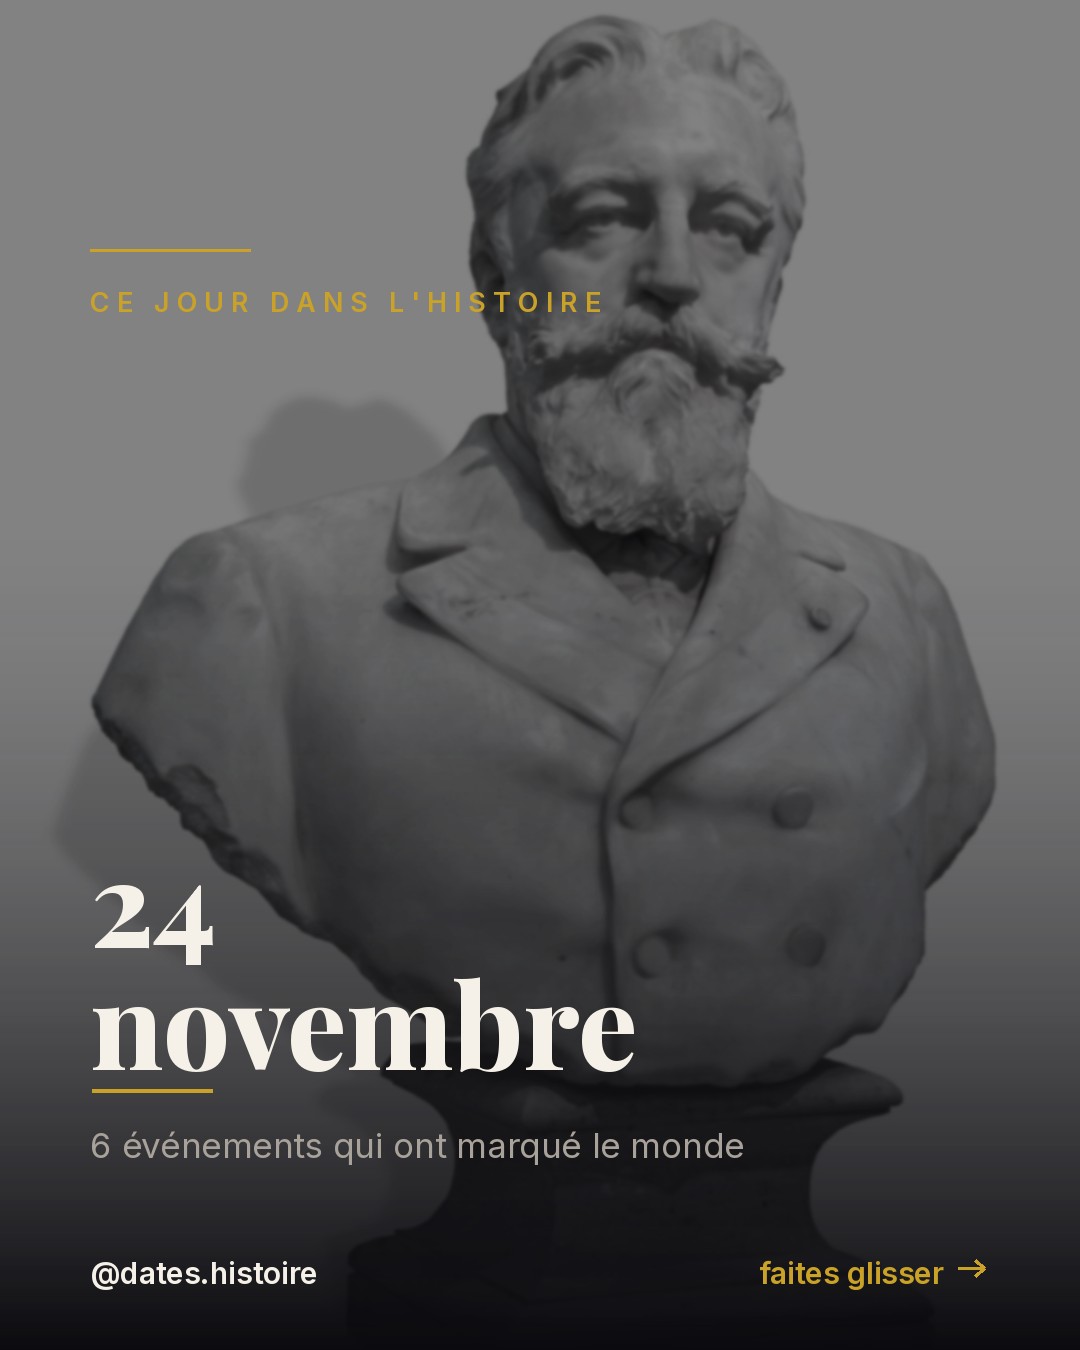 CE JOUR DANS L'HISTOIRE
24
novembre
6 événements qui ont marqué le monde
@dates.histoire
faites glisser →